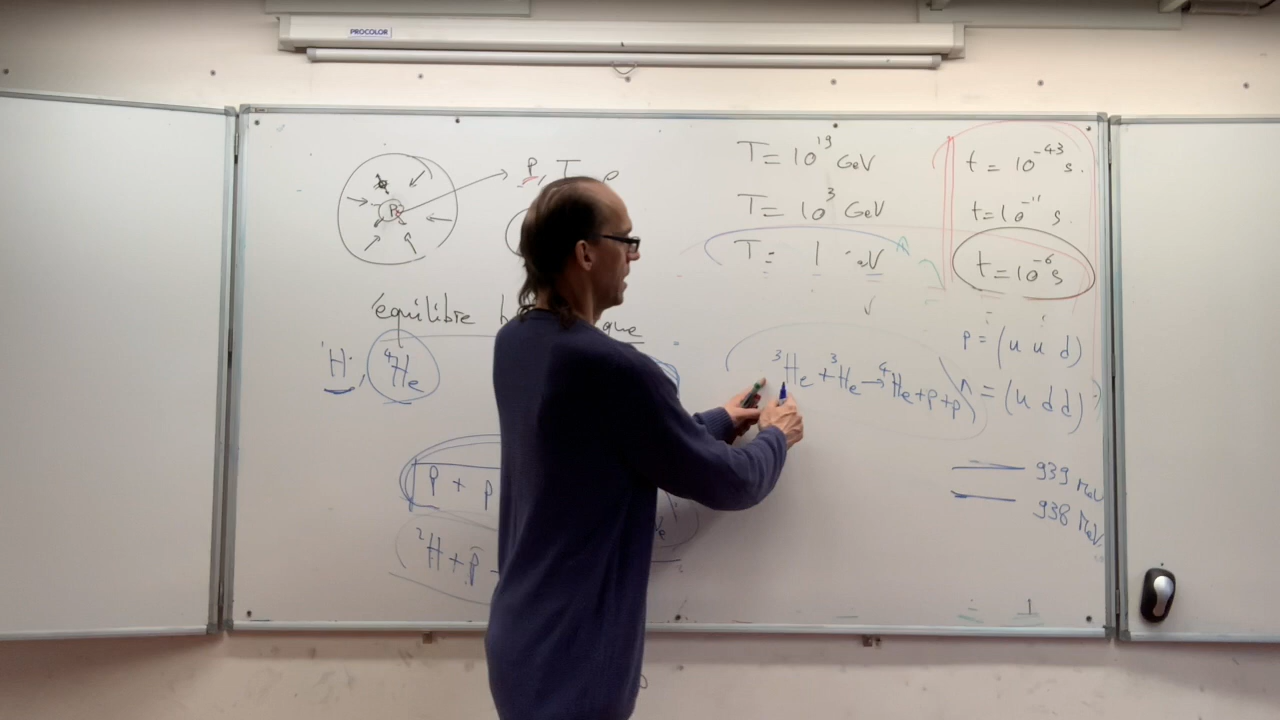 PROCOLOR
P
P, T ρ
T = 10¹⁹ GeV
t = 10⁻⁴³ s.
T = 10³ GeV
t = 10⁻¹¹ s.
T = 1 eV
t = 10⁻⁶ s
équilibre
que
¹H, ⁴He
p = (u u d)
³He + ³He → ⁴He + p + p
n = (u d d)
939 MeV
938 MeV
p + p
²H + p